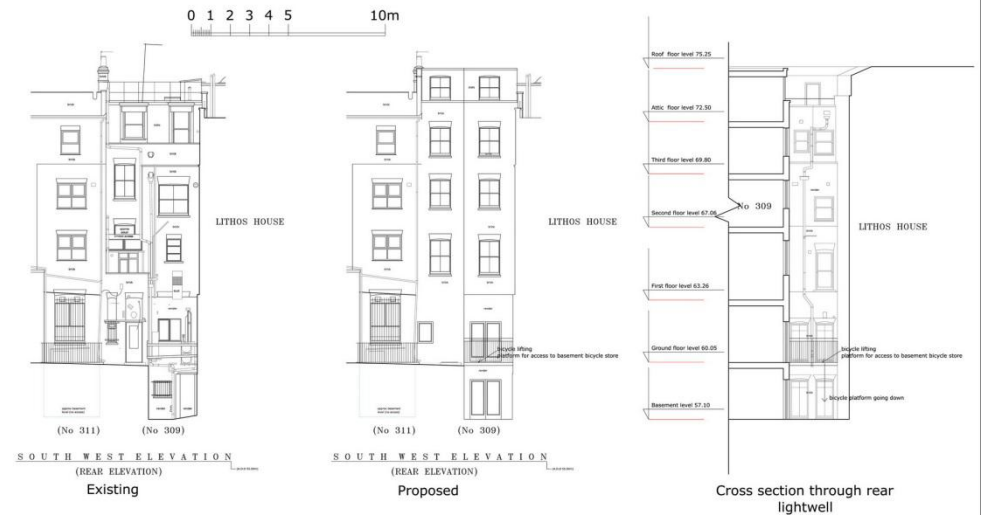 0 1 2 3 4 5 10m
LITHOS HOUSE
(No 311) (No 309)
SOUTH WEST ELEVATION
(REAR ELEVATION)
Existing
LITHOS HOUSE
bicycle lifting
platform for access to basement bicycle store
(No 311) (No 309)
SOUTH WEST ELEVATION
(REAR ELEVATION)
Proposed
Roof floor level 75.25
Attic floor level 72.50
Third floor level 69.80
No 309
Second floor level 67.06
LITHOS HOUSE
First floor level 63.26
Ground floor level 60.05
bicycle lifting
platform for access to basement bicycle store
Basement level 57.10
bicycle platform going down
Cross section through rear
lightwell